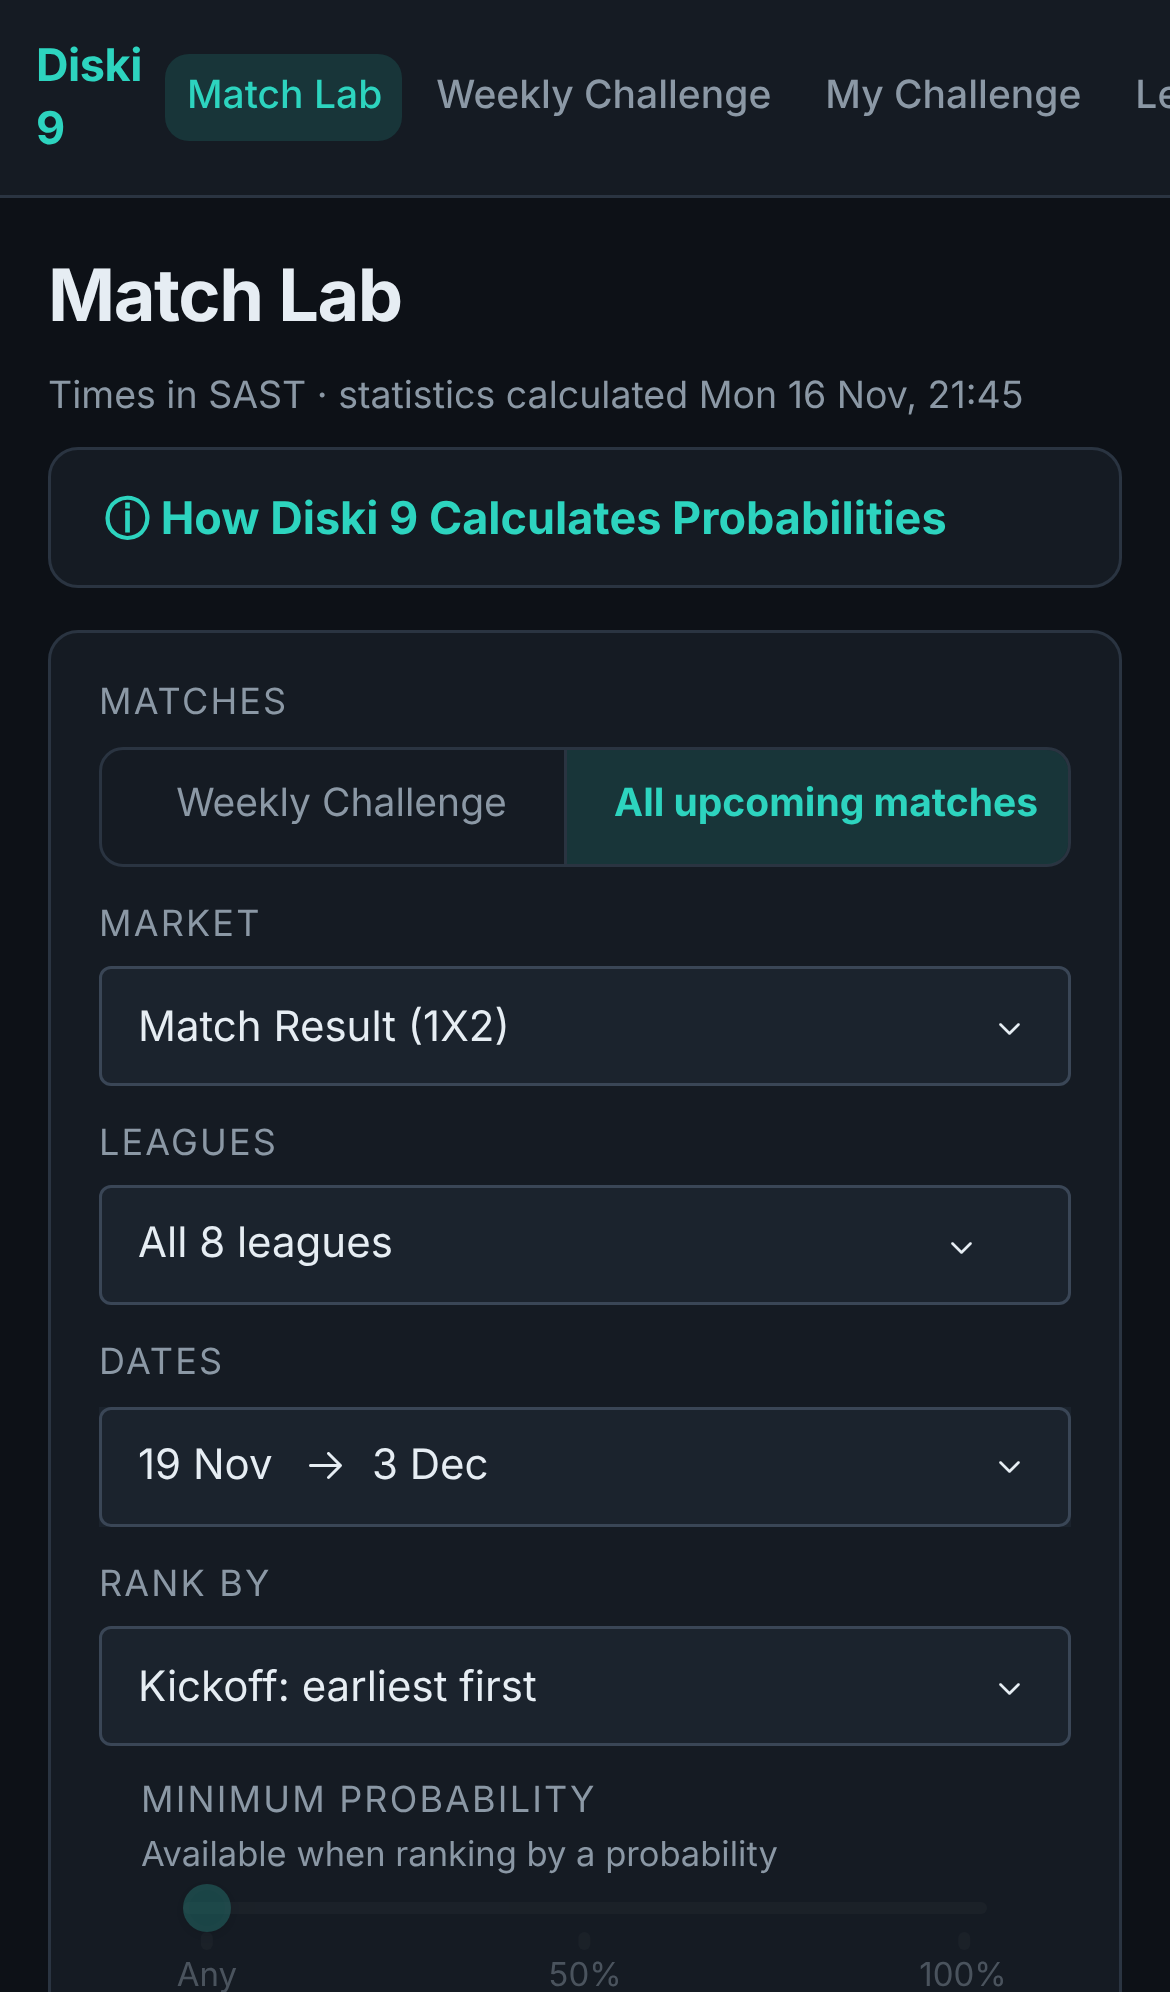 Diski
9
Match Lab
Weekly Challenge
My Challenge
Le
Match Lab
Times in SAST · statistics calculated Mon 16 Nov, 21:45
ⓘ How Diski 9 Calculates Probabilities
MATCHES
Weekly Challenge
All upcoming matches
MARKET
Match Result (1X2)
LEAGUES
All 8 leagues
DATES
19 Nov → 3 Dec
RANK BY
Kickoff: earliest first
MINIMUM PROBABILITY
Available when ranking by a probability
Any
50%
100%